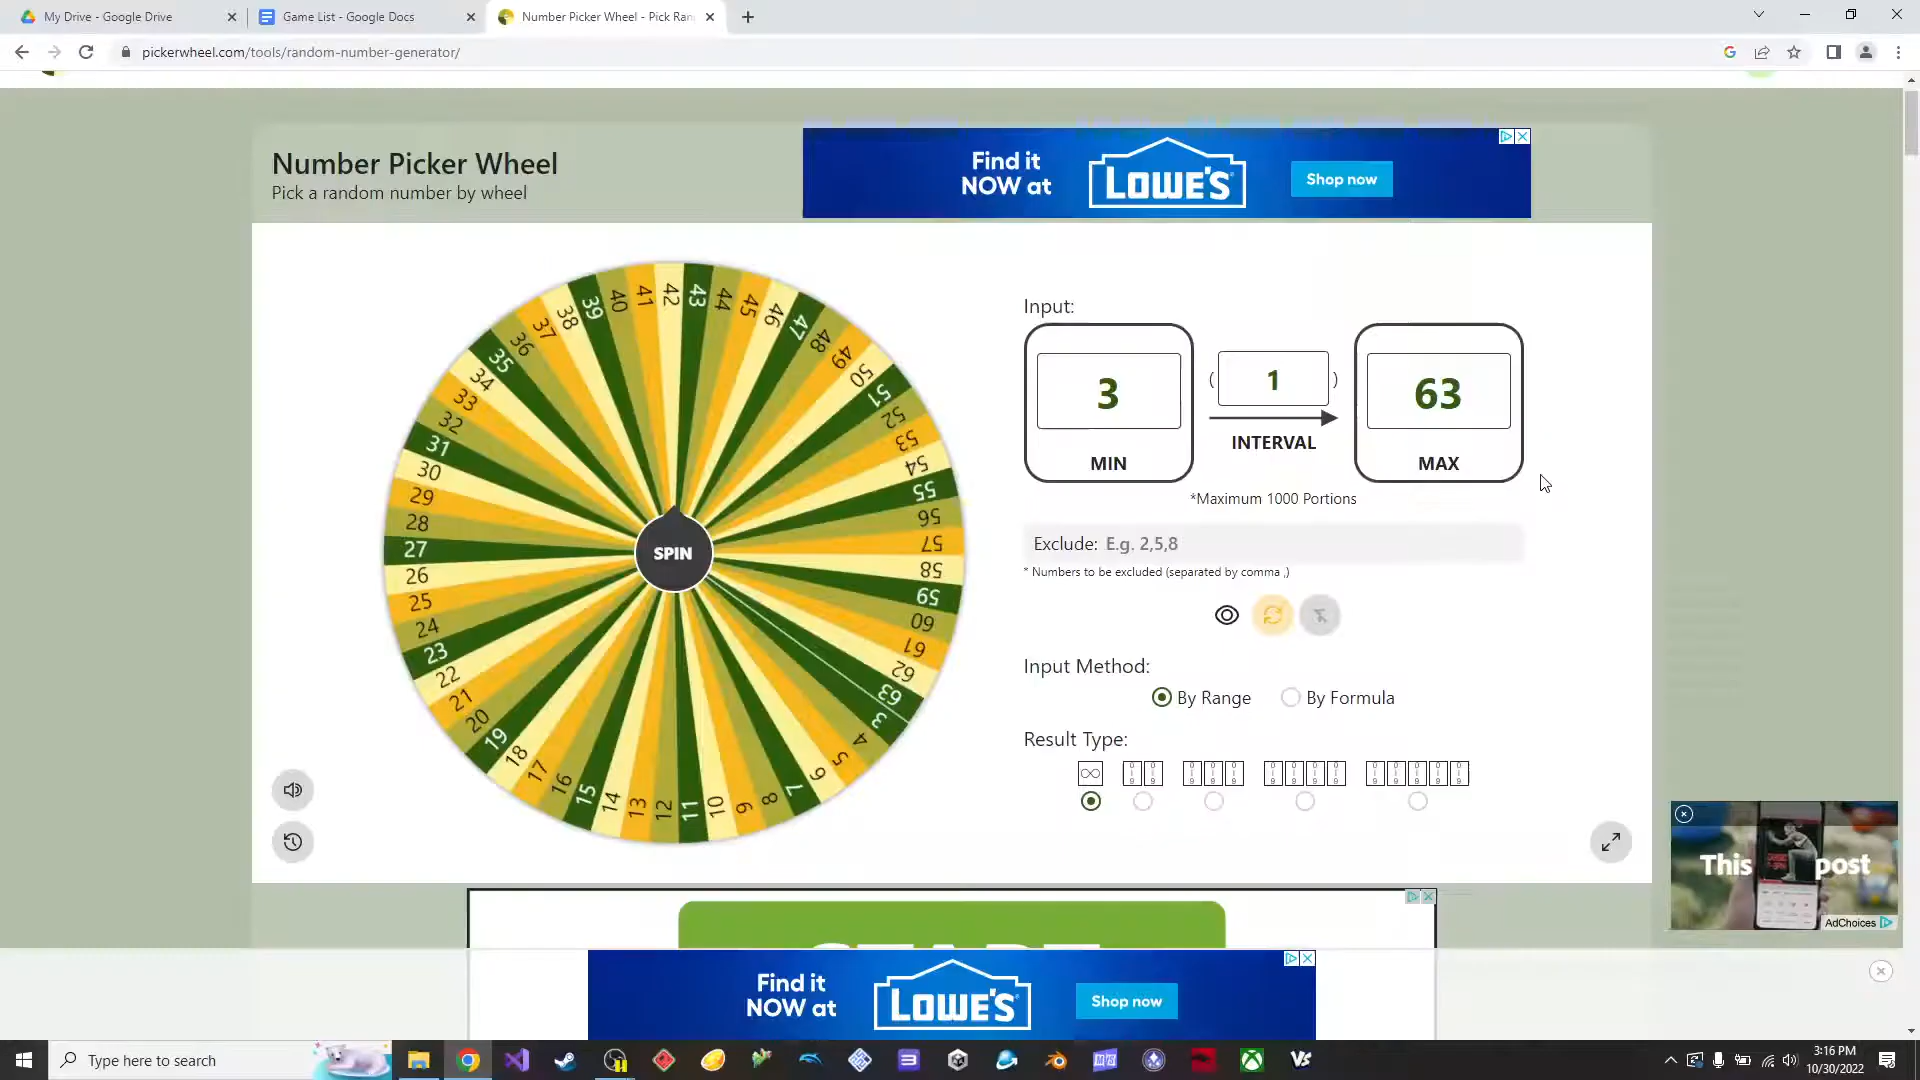 My Drive - Google Drive
Game List - Google Docs
Number Picker Wheel - Pick Ran
pickerwheel.com/tools/random-number-generator/
Number Picker Wheel
Pick a random number by wheel
Find it
NOW at
LOWE'S
Shop now
Input:
3
MIN
( 1 )
INTERVAL
63
MAX
*Maximum 1000 Portions
Exclude: E.g. 2,5,8
* Numbers to be excluded (separated by comma ,)
Input Method:
By Range
By Formula
Result Type:
SPIN
3
4
5
6
7
8
9
10
11
12
13
14
15
16
17
18
19
20
21
22
23
24
25
26
27
28
29
30
31
32
33
34
35
36
37
38
39
40
41
42
43
44
45
46
47
48
49
50
51
52
53
54
55
56
57
58
59
60
61
62
63
This post
AdChoices
Find it
NOW at
LOWE'S
Shop now
Type here to search
3:16 PM
10/30/2022